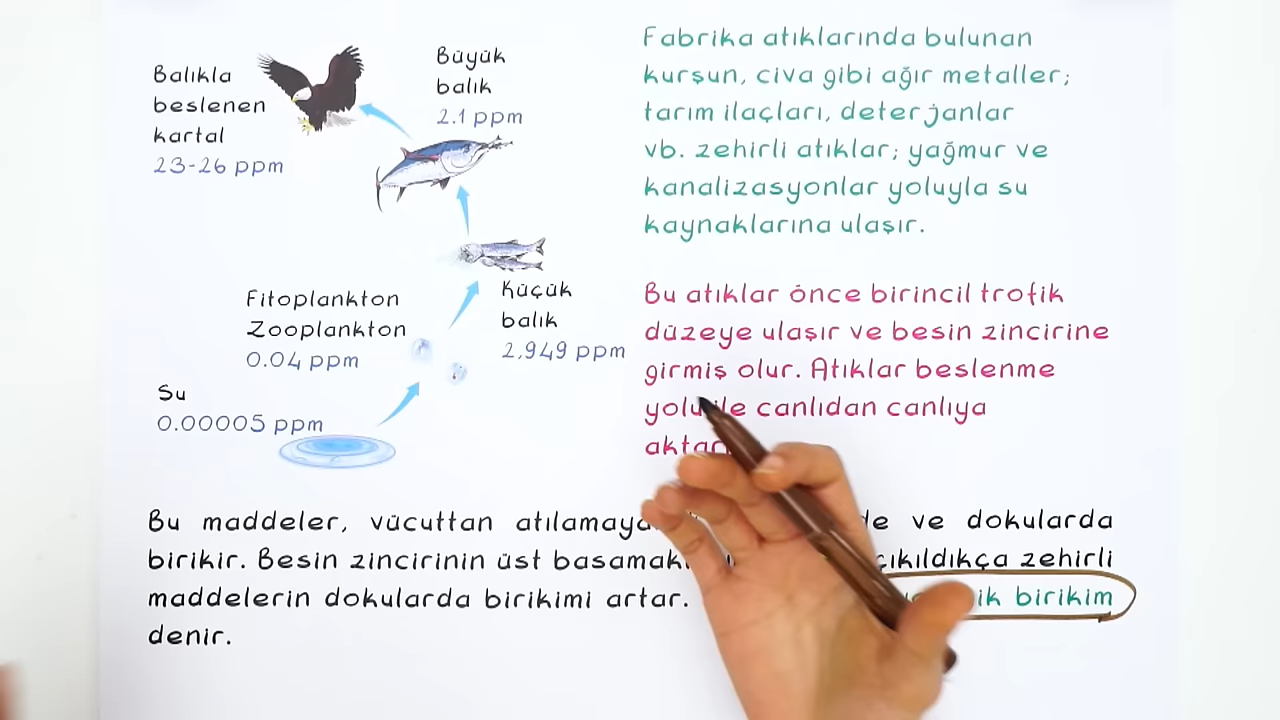 Balıkla
beslenen
kartal
23-26 ppm
Büyük
balık
2.1 ppm
Fitoplankton
Zooplankton
0.04 ppm
Küçük
balık
2,949 ppm
Su
0.00005 ppm
Fabrika atıklarında bulunan
kurşun, civa gibi ağır metaller;
tarım ilaçları, deterjanlar
vb. zehirli atıklar; yağmur ve
kanalizasyonlar yoluyla su
kaynaklarına ulaşır.
Bu atıklar önce birincil trofik
düzeye ulaşır ve besin zincirine
girmiş olur. Atıklar beslenme
canlıdan canlıya
Bu maddeler, vücuttan ve dokularda
birikir. Besin zincirinin üst çıkıldıkça zehirli
maddelerin dokularda birikimi artar. birikim
denir.